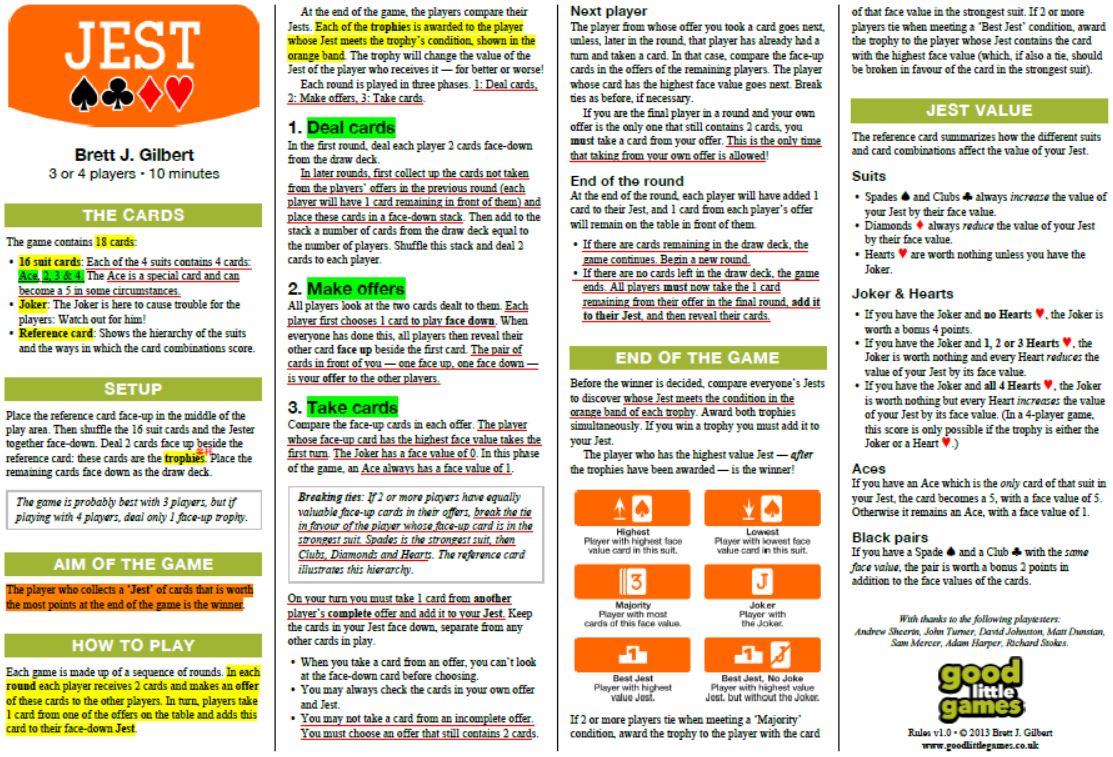 JEST
Brett J. Gilbert
3 or 4 players • 10 minutes
THE CARDS
The game contains 18 cards:
• 16 suit cards: Each of the 4 suits contains 4 cards:
Ace, 2, 3 & 4. The Ace is a special card and can
become a 5 in some circumstances.
• Joker: The Joker is here to cause trouble for the
players: Watch out for him!
• Reference card: Shows the hierarchy of the suits
and the ways in which the card combinations score.
SETUP
Place the reference card face-up in the middle of the
play area. Then shuffle the 16 suit cards and the Jester
together face-down. Deal 2 cards face up beside the
reference card: these cards are the trophies. Place the
remaining cards face down as the draw deck.
The game is probably best with 3 players, but if
playing with 4 players, deal only 1 face-up trophy.
AIM OF THE GAME
The player who collects a ‘Jest’ of cards that is worth
the most points at the end of the game is the winner.
HOW TO PLAY
Each game is made up of a sequence of rounds. In each
round each player receives 2 cards and makes an offer
of these cards to the other players. In turn, players take
1 card from one of the offers on the table and adds this
card to their face-down Jest.
At the end of the game, the players compare their
Jests. Each of the trophies is awarded to the player
whose Jest meets the trophy’s condition, shown in the
orange band. The trophy will change the value of the
Jest of the player who receives it — for better or worse!
Each round is played in three phases. 1: Deal cards,
2: Make offers, 3: Take cards.
1. Deal cards
In the first round, deal each player 2 cards face-down
from the draw deck.
In later rounds, first collect up the cards not taken
from the players’ offers in the previous round (each
player will have 1 card remaining in front of them) and
place these cards in a face-down stack. Then add to the
stack a number of cards from the draw deck equal to
the number of players. Shuffle this stack and deal 2
cards to each player.
2. Make offers
All players look at the two cards dealt to them. Each
player first chooses 1 card to play face down. When
everyone has done this, all players then reveal their
other card face up beside the first card. The pair of
cards in front of you — one face up, one face down —
is your offer to the other players.
3. Take cards
Compare the face-up cards in each offer. The player
whose face-up card has the highest face value takes the
first turn. The Joker has a face value of 0. In this phase
of the game, an Ace always has a face value of 1.
Breaking ties: If 2 or more players have equally
valuable face-up cards in their offers, break the tie
in favour of the player whose face-up card is in the
strongest suit. Spades is the strongest suit, then
Clubs, Diamonds and Hearts. The reference card
illustrates this hierarchy.
On your turn you must take 1 card from another
player’s complete offer and add it to your Jest. Keep
the cards in your Jest face down, separate from any
other cards in play.
• When you take a card from an offer, you can’t look
at the face-down card before choosing.
• You may always check the cards in your own offer
and Jest.
• You may not take a card from an incomplete offer.
You must choose an offer that still contains 2 cards.
Next player
The player from whose offer you took a card goes next,
unless, later in the round, that player has already had a
turn and taken a card. In that case, compare the face-up
cards in the offers of the remaining players. The player
whose card has the highest face value goes next. Break
ties as before, if necessary.
If you are the final player in a round and your own
offer is the only one that still contains 2 cards, you
must take a card from your offer. This is the only time
that taking from your own offer is allowed!
End of the round
At the end of the round, each player will have added 1
card to their Jest, and 1 card from each player’s offer
will remain on the table in front of them.
• If there are cards remaining in the draw deck, the
game continues. Begin a new round.
• If there are no cards left in the draw deck, the game
ends. All players must now take the 1 card
remaining from their offer in the final round, add it
to their Jest, and then reveal their cards.
END OF THE GAME
Before the winner is decided, compare everyone’s Jests
to discover whose Jest meets the condition in the
orange band of each trophy. Award both trophies
simultaneously. If you win a trophy you must add it to
your Jest.
The player who has the highest value Jest — after
the trophies have been awarded — is the winner!
Highest
Player with highest face
value card in this suit.
Lowest
Player with lowest face
value card in this suit.
3
Majority
Player with most
cards of this face value.
J
Joker
Player with
the Joker.
1
Best Jest
Player with highest
value Jest.
1 J
Best Jest, No Joke
Player with highest value
Jest, but without the Joker.
If 2 or more players tie when meeting a ‘Majority’
condition, award the trophy to the player with the card
of that face value in the strongest suit. If 2 or more
players tie when meeting a ‘Best Jest’ condition, award
the trophy to the player whose Jest contains the card
with the highest face value (which, if also a tie, should
be broken in favour of the card in the strongest suit).
JEST VALUE
The reference card summarizes how the different suits
and card combinations affect the value of your Jest.
Suits
• Spades ♠ and Clubs ♣ always increase the value of
your Jest by their face value.
• Diamonds ♦ always reduce the value of your Jest
by their face value.
• Hearts ♥ are worth nothing unless you have the
Joker.
Joker & Hearts
• If you have the Joker and no Hearts ♥, the Joker is
worth a bonus 4 points.
• If you have the Joker and 1, 2 or 3 Hearts ♥, the
Joker is worth nothing and every Heart reduces the
value of your Jest by its face value.
• If you have the Joker and all 4 Hearts ♥, the Joker
is worth nothing but every Heart increases the value
of your Jest by its face value. (In a 4-player game,
this score is only possible if the trophy is either the
Joker or a Heart ♥.)
Aces
If you have an Ace which is the only card of that suit in
your Jest, the card becomes a 5, with a face value of 5.
Otherwise it remains an Ace, with a face value of 1.
Black pairs
If you have a Spade ♠ and a Club ♣ with the same
face value, the pair is worth a bonus 2 points in
addition to the face values of the cards.
With thanks to the following playtesters:
Andrew Sheerin, John Turner, David Johnston, Matt Dunstan,
Sam Mercer, Adam Harper, Richard Stokes.
good
little
games
Rules v1.0 • © 2013 Brett J. Gilbert
www.goodlittlegames.co.uk